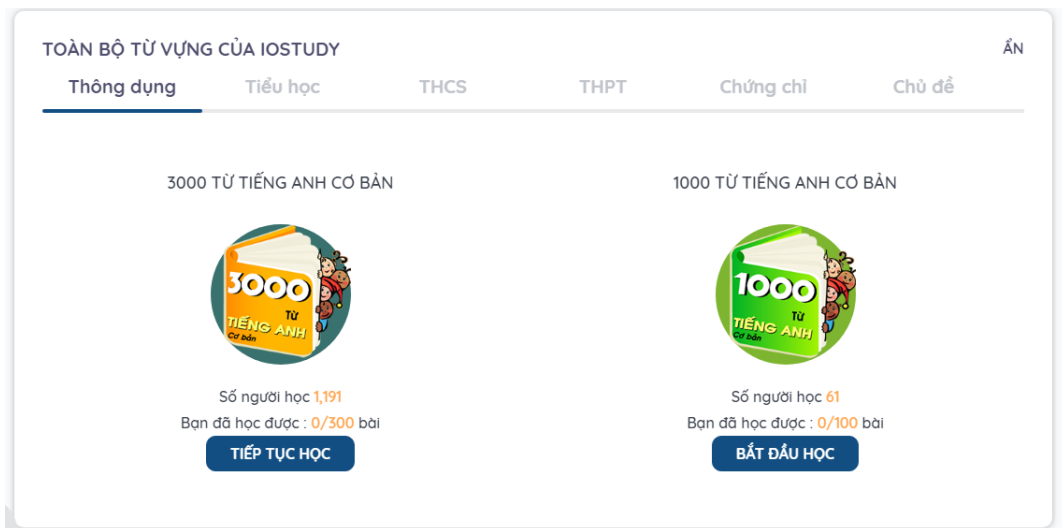 TOÀN BỘ TỪ VỰNG CỦA IOSTUDY
ẨN
Thông dụng Tiểu học THCS THPT Chứng chỉ Chủ đề
3000 TỪ TIẾNG ANH CƠ BẢN
3000
Từ
TIẾNG ANH
Cơ bản
Số người học 1,191
Bạn đã học được : 0/300 bài
TIẾP TỤC HỌC
1000 TỪ TIẾNG ANH CƠ BẢN
1000
Từ
TIẾNG ANH
Cơ bản
Số người học 61
Bạn đã học được : 0/100 bài
BẮT ĐẦU HỌC